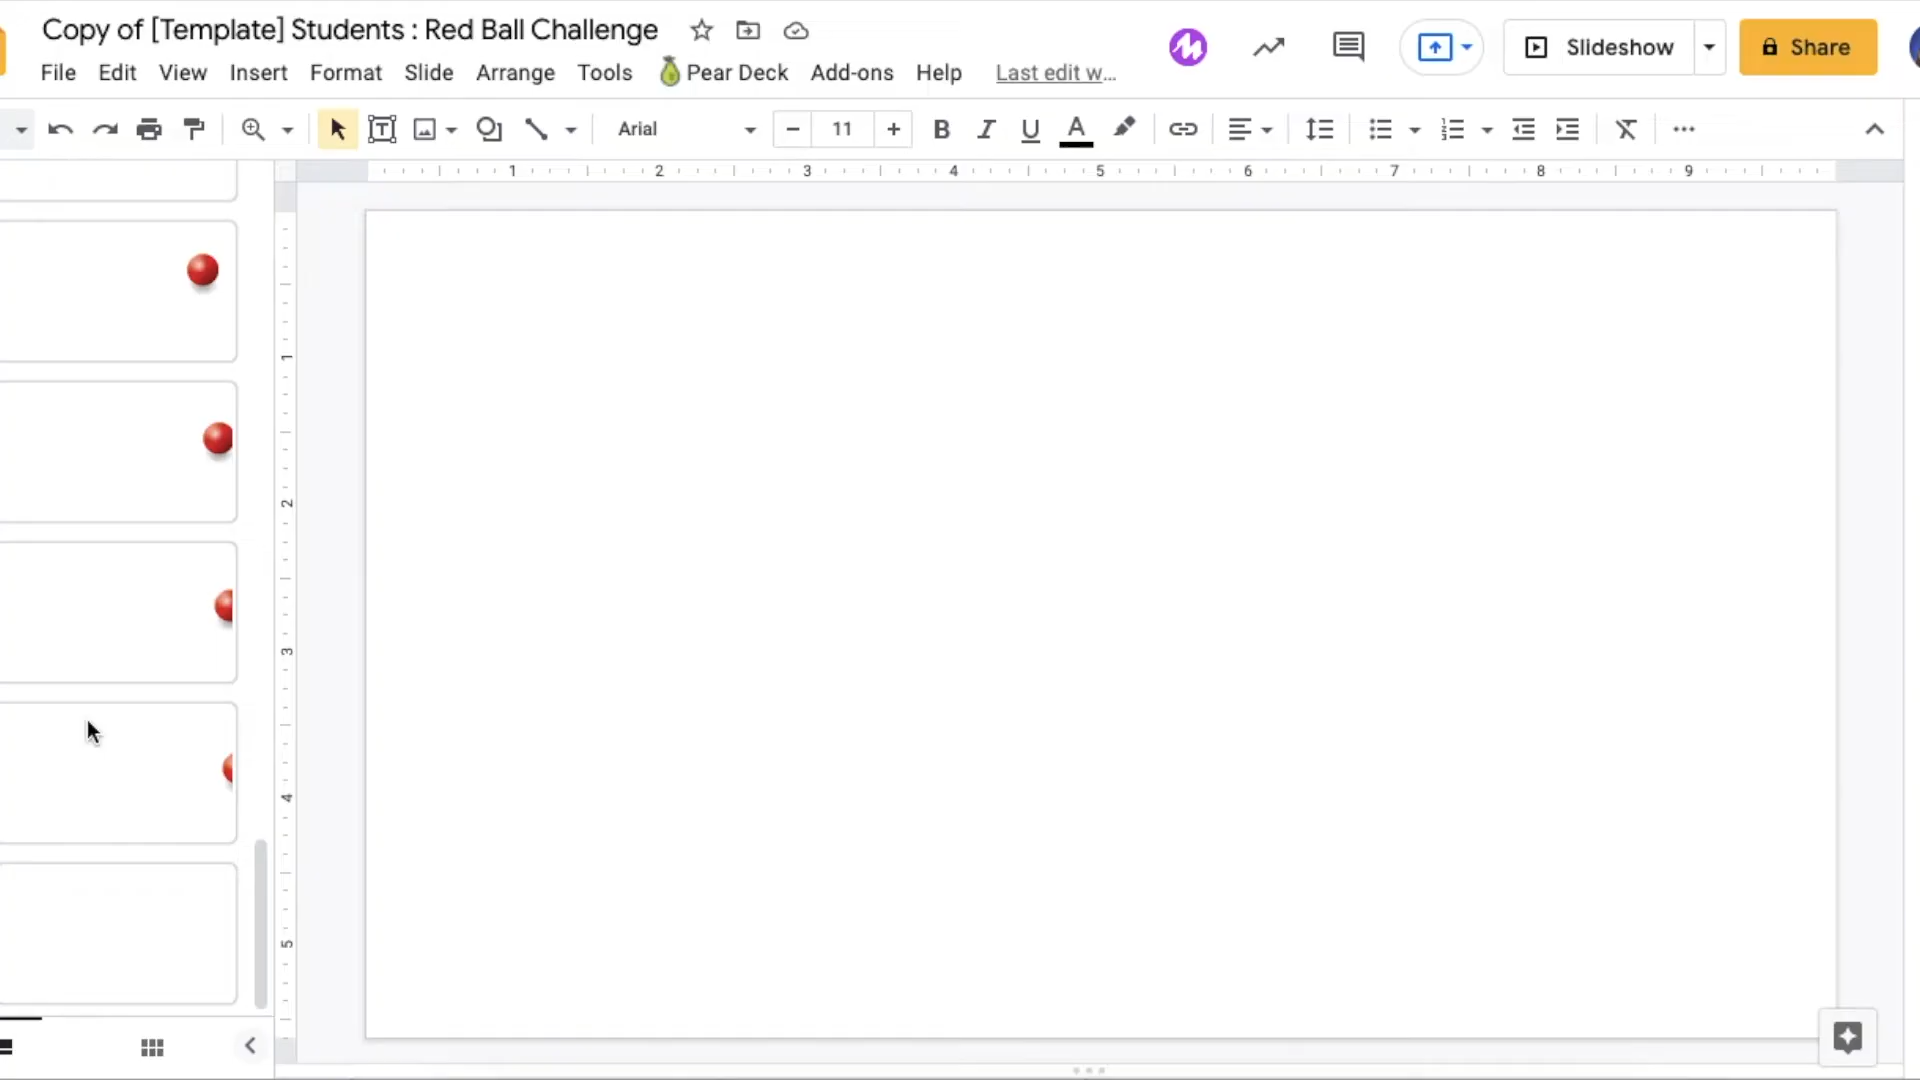 Copy of [Template] Students : Red Ball Challenge
File Edit View Insert Format Slide Arrange Tools Pear Deck Add-ons Help Last edit w...
Slideshow
Share
Arial
11
1 2 3 4 5 6 7 8 9
1
2
3
4
5